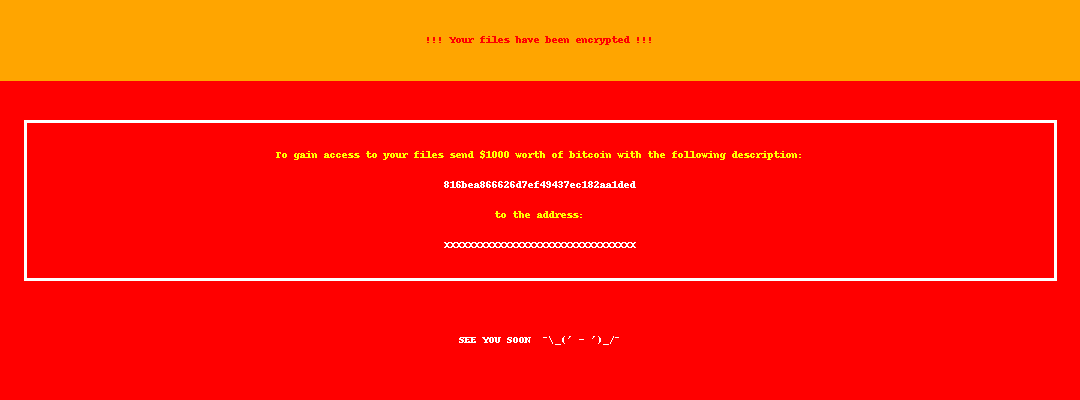 !!! Your files have been encrypted !!!
To gain access to your files send $1000 worth of bitcoin with the following description:
816bea866626d7ef49437ec182aa1ded
to the address:
XXXXXXXXXXXXXXXXXXXXXXXXXXXXXXXX
SEE YOU SOON  ¯\_(´ - ´)_/¯